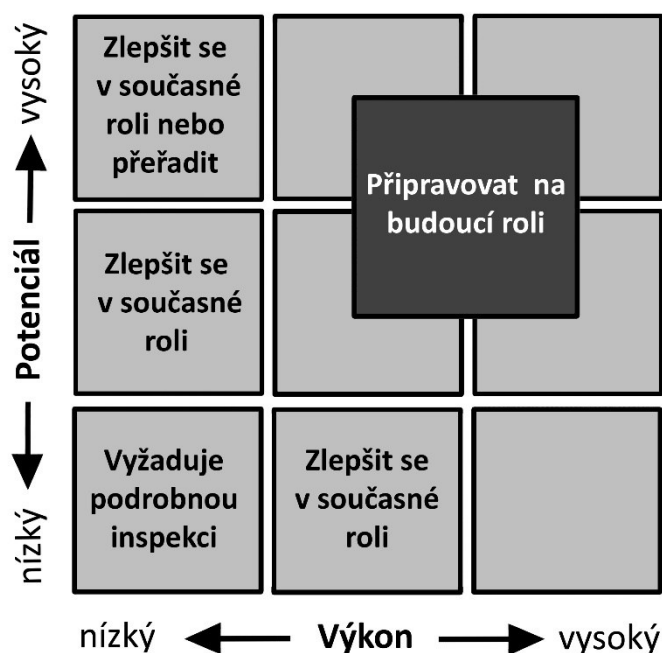 vysoký
Potenciál
nízký
Zlepšit se
v současné
roli nebo
přeřadit
Připravovat na
budoucí roli
Zlepšit se
v současné
roli
Vyžaduje
podrobnou
inspekci
Zlepšit se
v současné
roli
nízký
Výkon
vysoký